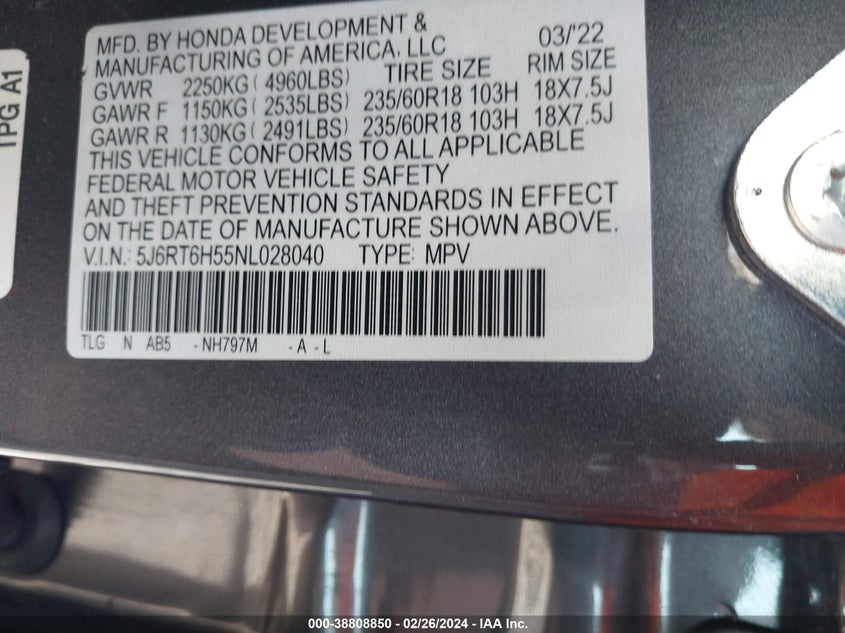 TPG A1
MFD. BY HONDA DEVELOPMENT &
MANUFACTURING OF AMERICA, LLC 03/'22
GVWR 2250KG ( 4960LBS) TIRE SIZE RIM SIZE
GAWR F 1150KG ( 2535LBS) 235/60R18 103H 18X7.5J
GAWR R 1130KG ( 2491LBS) 235/60R18 103H 18X7.5J
THIS VEHICLE CONFORMS TO ALL APPLICABLE
FEDERAL MOTOR VEHICLE SAFETY
AND THEFT PREVENTION STANDARDS IN EFFECT
ON THE DATE OF MANUFACTURE SHOWN ABOVE.
V.I.N.: 5J6RT6H55NL028040 TYPE: MPV
TLG N AB5 - NH797M - A - L
000-38808850 - 02/26/2024 - IAA Inc.